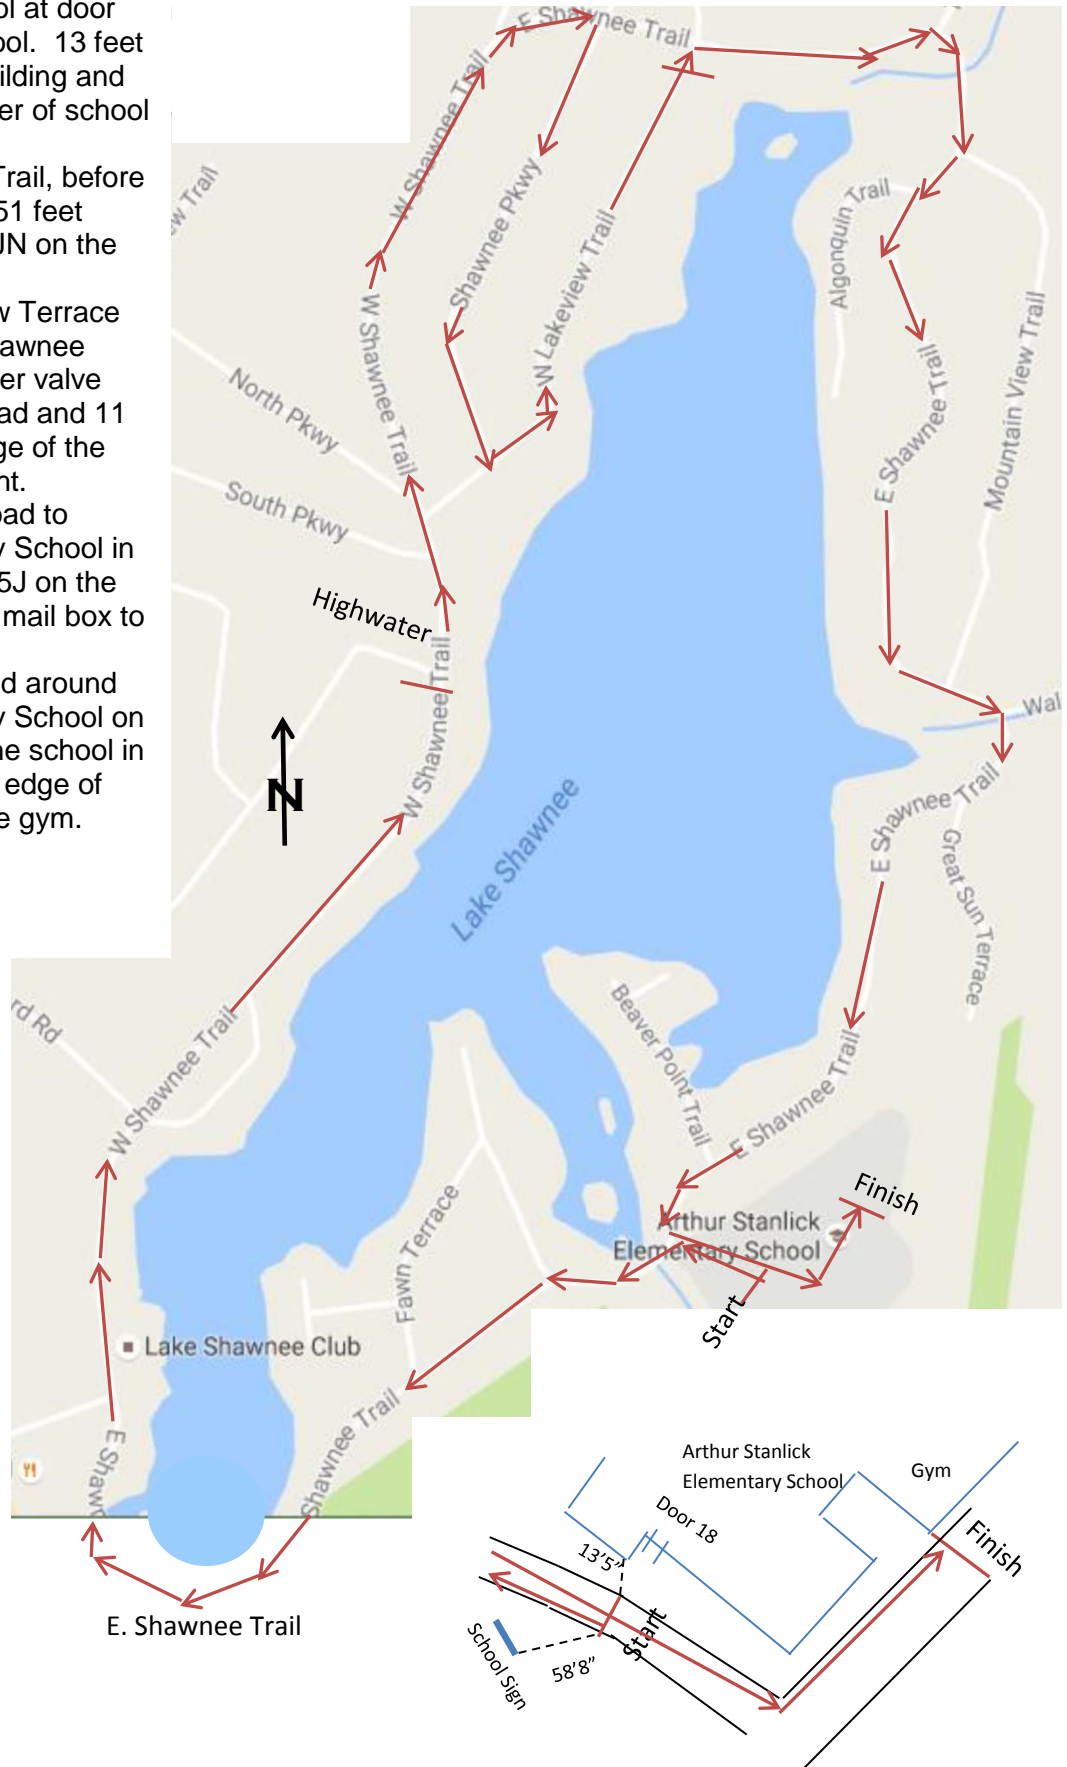 ol at door
ool. 13 feet
ilding and
er of school
Trail, before
51 feet
JN on the
w Terrace
awnee
er valve
ad and 11
ge of the
nt.
oad to
y School in
5J on the
mail box to
d around
y School on
ne school in
edge of
e gym.
E Shawnee Trail
W Shawnee Trail
ew Trail
Shawnee Pkwy
W Lakeview Trail
Algonquin Trail
W Shawnee Trail
North Pkwy
South Pkwy
E Shawnee Trail
Mountain View Trail
Highwater
W Shawnee Trail
N
Wal
E Shawnee Trail
Great Sun Terrace
Lake Shawnee
rd Rd
W Shawnee Trail
Beaver Point Trail
E Shawnee Trail
Finish
Arthur Stanlick
Elementary School
Fawn Terrace
Start
Lake Shawnee Club
Shawnee Trail
E Shaw
E. Shawnee Trail
Arthur Stanlick
Elementary School
Gym
Door 18
13'5"
Finish
Start
School Sign
58'8"